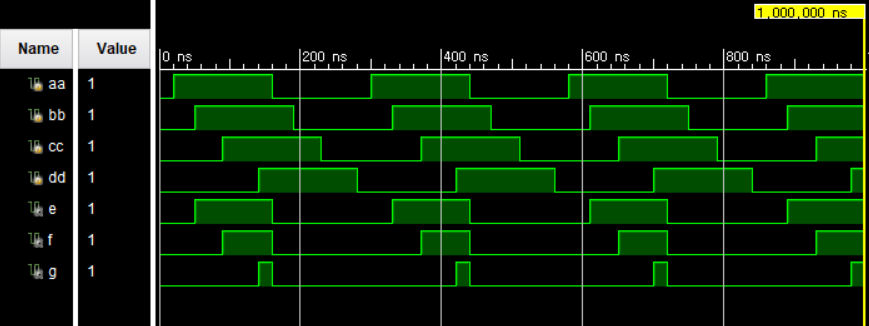 1,000,000 ns
Name Value
0 ns 200 ns 400 ns 600 ns 800 ns
aa 1
bb 1
cc 1
dd 1
e 1
f 1
g 1